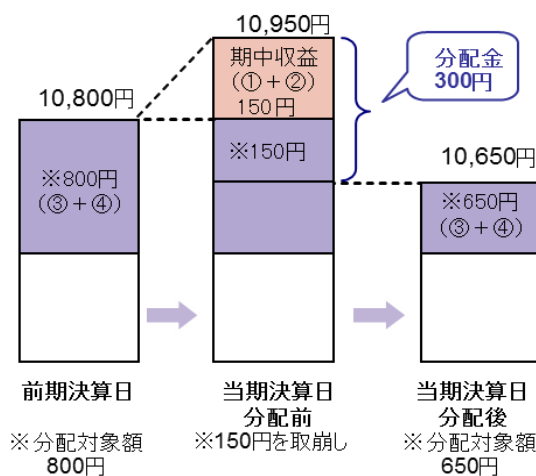 10,950円
期中収益
(①+②)
150円
分配金
300円
10,800円
※150円
10,650円
※800円
(③+④)
※650円
(③+④)
前期決算日
当期決算日
分配前
当期決算日
分配後
※分配対象額
800円
※150円を取崩し
※分配対象額
650円